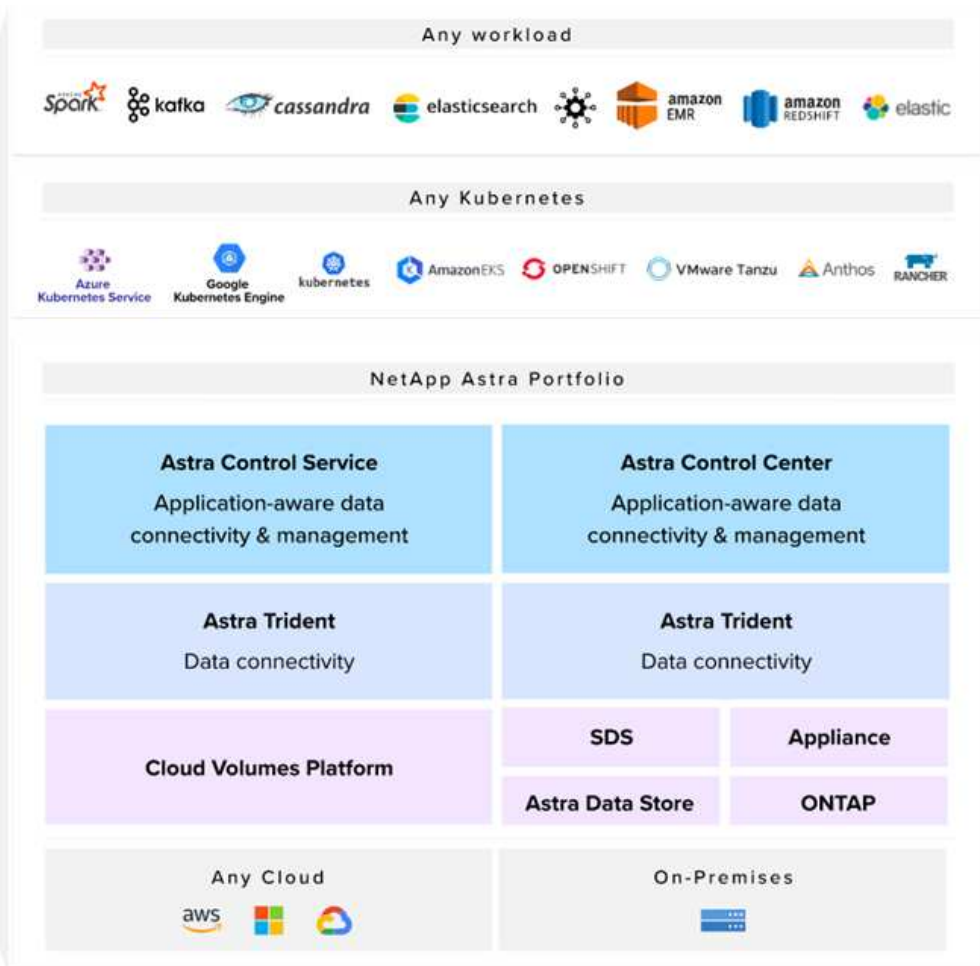 Any workload
APACHE Spark kafka cassandra elasticsearch amazon EMR amazon REDSHIFT elastic
Any Kubernetes
Azure Kubernetes Service
Google Kubernetes Engine
kubernetes
Amazon EKS
OPENSHIFT
VMware Tanzu
Anthos
RANCHER
NetApp Astra Portfolio
Astra Control Service
Application-aware data
connectivity & management
Astra Control Center
Application-aware data
connectivity & management
Astra Trident
Data connectivity
Astra Trident
Data connectivity
Cloud Volumes Platform
SDS
Appliance
Astra Data Store
ONTAP
Any Cloud
aws
On-Premises